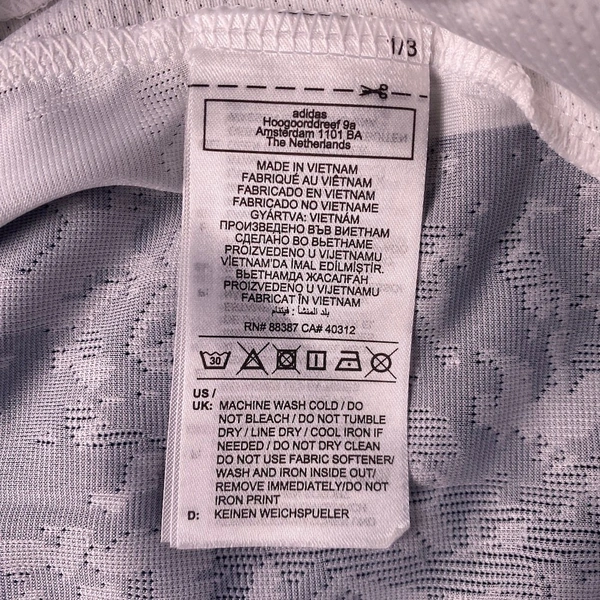 1/3
adidas
Hoogoorddreef 9a
Amsterdam 1101 BA
The Netherlands
MADE IN VIETNAM
FABRIQUÉ AU VIÊTNAM
FABRICADO EN VIETNAM
FABRICADO NO VIETNAME
GYÁRTVA: VIETNÁM
ПРОИЗВЕДЕНО ВЪВ ВИЕТНАМ
СДЕЛАНО ВО ВЬЕТНАМЕ
PROIZVEDENO U VIJETNAMU
VİETNAM'DA İMAL EDİLMİŞTİR.
ВЬЕТНАМДА ЖАСАЛҒАН
PROIZVEDENO U VIJETNAMU
FABRICAT ÎN VIETNAM
بلد المنشأ : فيتنام
RN# 88387 CA# 40312
30
US /
UK: MACHINE WASH COLD / DO
NOT BLEACH / DO NOT TUMBLE
DRY / LINE DRY / COOL IRON IF
NEEDED / DO NOT DRY CLEAN
DO NOT USE FABRIC SOFTENER/
WASH AND IRON INSIDE OUT/
REMOVE IMMEDIATELY/DO NOT
IRON PRINT
D: KEINEN WEICHSPUELER